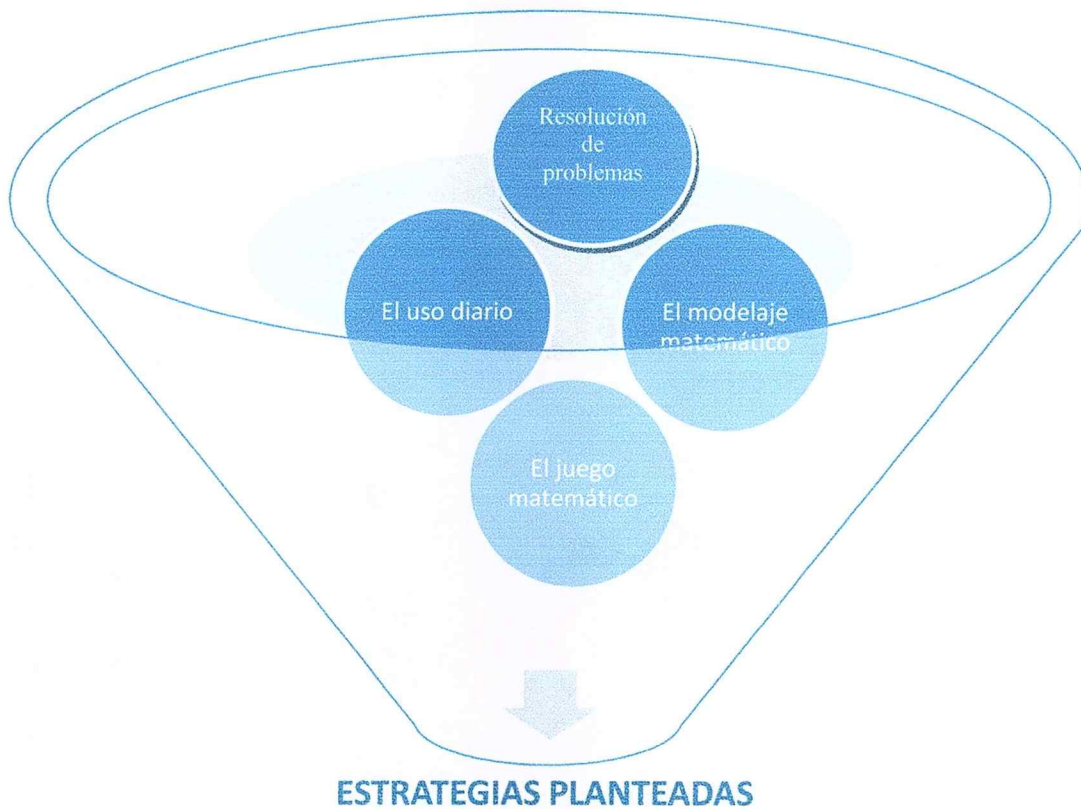 Resolución
de
problemas
El uso diario
El modelaje
matemático
El juego
matemático
ESTRATEGIAS PLANTEADAS